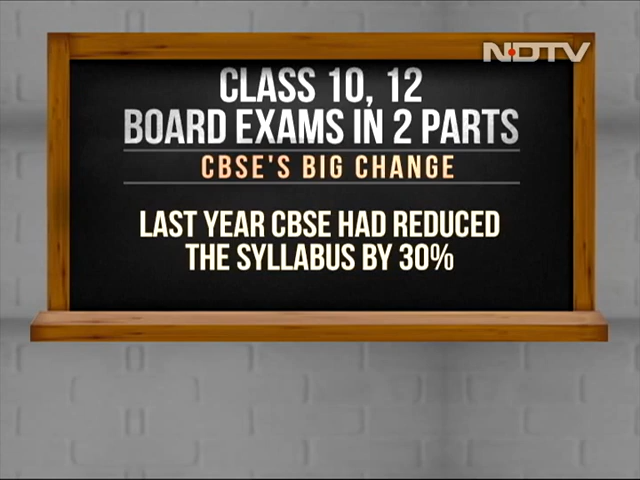 NDTV
CLASS 10, 12
BOARD EXAMS IN 2 PARTS
CBSE'S BIG CHANGE
LAST YEAR CBSE HAD REDUCED
THE SYLLABUS BY 30%